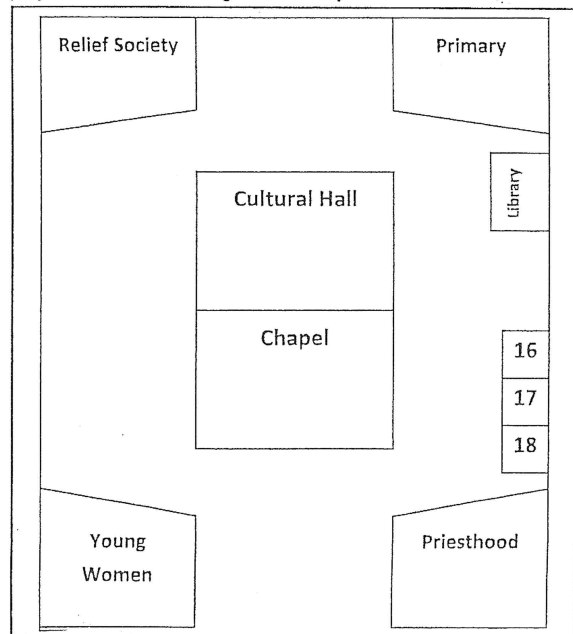 Relief Society
Primary
Library
Cultural Hall
Chapel
16
17
18
Young
Women
Priesthood